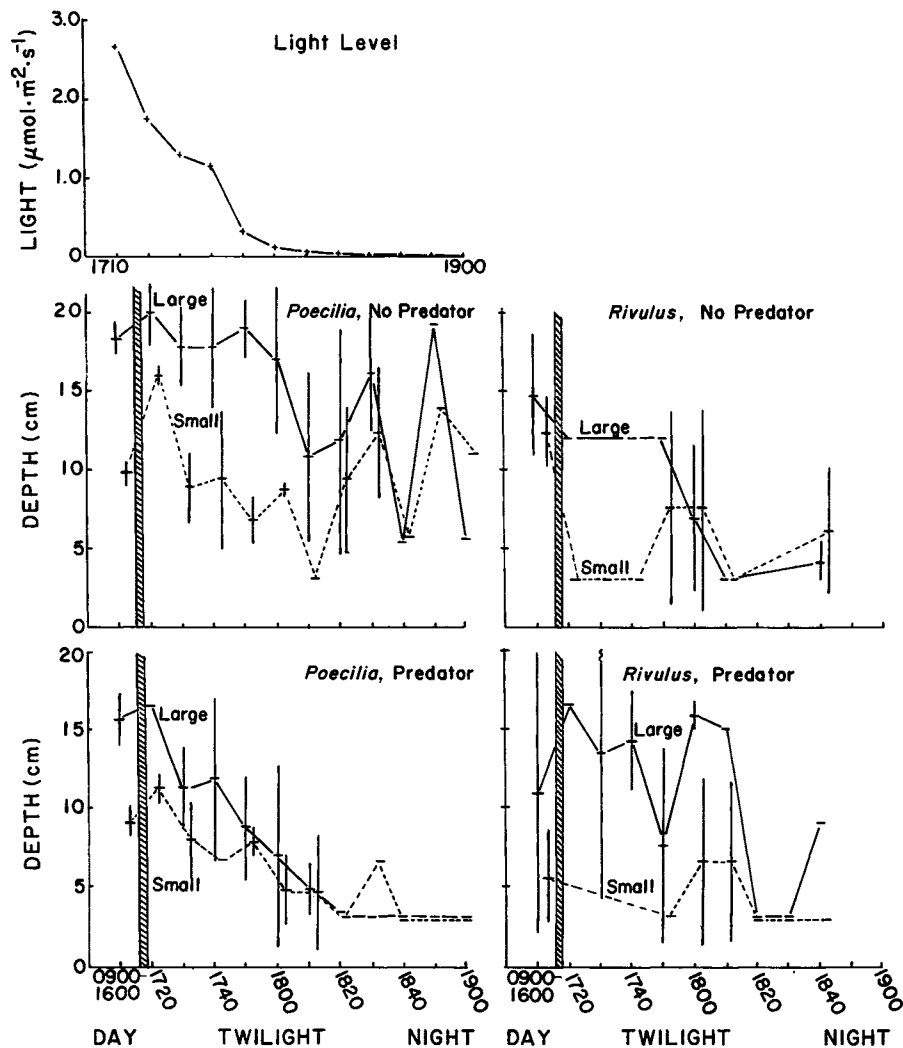 Light Level
LIGHT (μmol·m⁻²·s⁻¹)
3.0
2.0
1.0
0
1710
1900
Poecilia, No Predator
DEPTH (cm)
20
15
10
5
0
Large
Small
Rivulus, No Predator
Large
Small
Poecilia, Predator
DEPTH (cm)
20
15
10
5
0
Large
Small
Rivulus, Predator
Large
Small
0900-
1600
1720
1740
1800
1820
1840
1900
DAY TWILIGHT NIGHT
0900-
1600
1720
1740
1800
1820
1840
1900
DAY TWILIGHT NIGHT